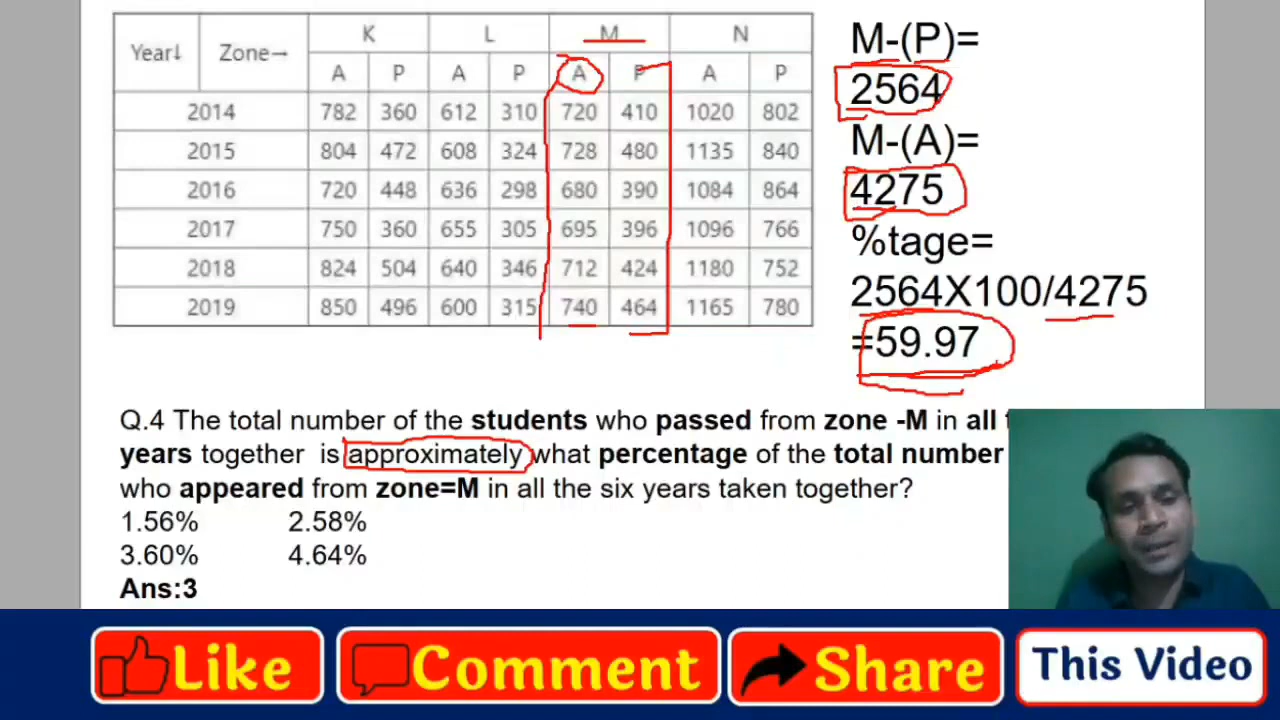 K L M N
Year↓ Zone→
A P A P A P A P
2014 782 360 612 310 720 410 1020 802
2015 804 472 608 324 728 480 1135 840
2016 720 448 636 298 680 390 1084 864
2017 750 360 655 305 695 396 1096 766
2018 824 504 640 346 712 424 1180 752
2019 850 496 600 315 740 464 1165 780
M-(P)=
2564
M-(A)=
4275
%tage=
2564X100/4275
=59.97
Q.4 The total number of the students who passed from zone -M in all
years together is approximately what percentage of the total number
who appeared from zone=M in all the six years taken together?
1.56% 2.58%
3.60% 4.64%
Ans:3
Like Comment Share This Video